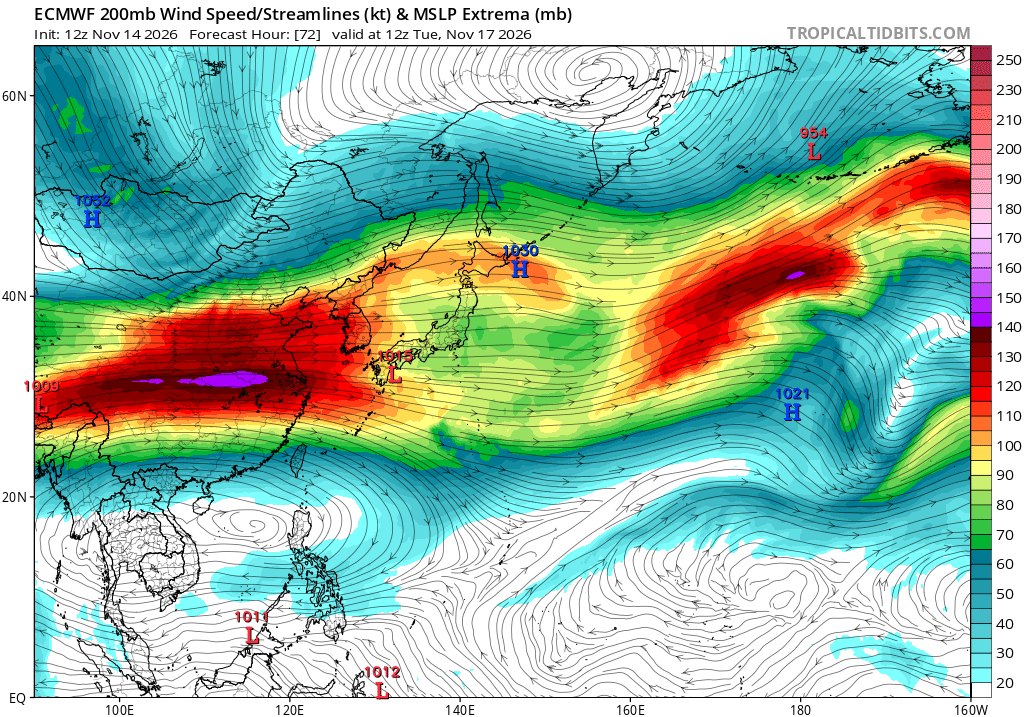 ECMWF 200mb Wind Speed/Streamlines (kt) & MSLP Extrema (mb)
Init: 12z Nov 14 2026 Forecast Hour: [72] valid at 12z Tue, Nov 17 2026
TROPICALTIDBITS.COM
60N
40N
20N
EQ
100E
120E
140E
160E
180
160W
954
L
1052
H
1030
H
1015
L
1009
L
1021
H
1011
L
1012
L
250
230
210
200
190
180
170
160
150
140
130
120
110
100
90
80
70
60
50
40
30
20